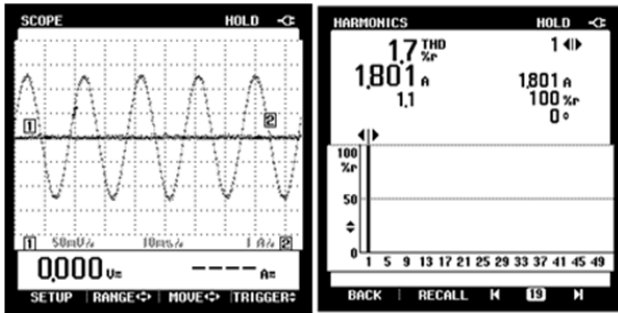 SCOPE HOLD
1 2
1 50mV/ 10ms/ 1 A/ 2
0.000 V=
---- A=
SETUP RANGE MOVE TRIGGER
HARMONICS HOLD
1.7 THD %r 1
1.801 A 1.801 A
1.1 100 %r
0°
100
%r
50
0
1 5 9 13 17 21 25 29 33 37 41 45 49
BACK RECALL 19